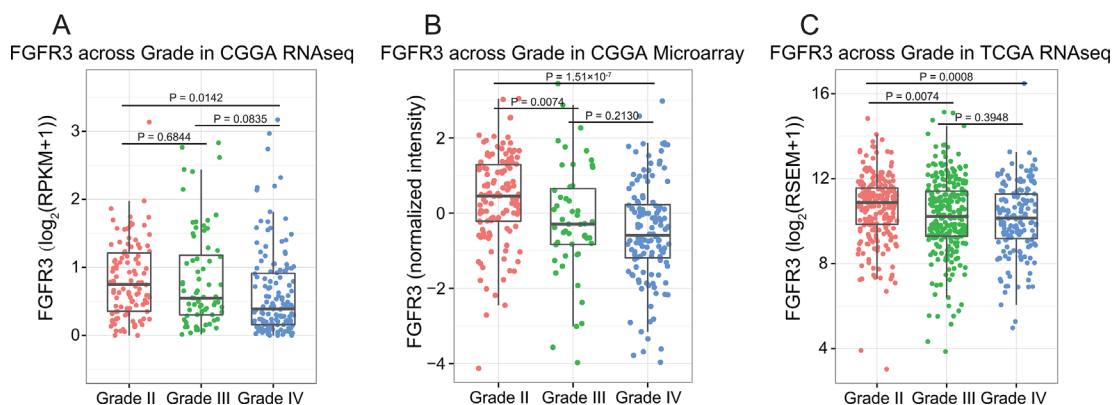 A
FGFR3 across Grade in CGGA RNAseq
FGFR3 (log2(RPKM+1))
3
2
1
0
P = 0.0142
P = 0.0835
P = 0.6844
Grade II Grade III Grade IV
B
FGFR3 across Grade in CGGA Microarray
FGFR3 (normalized intensity)
2
0
−2
−4
P = 1.51×10-7
P = 0.0074
P = 0.2130
Grade II Grade III Grade IV
C
FGFR3 across Grade in TCGA RNAseq
FGFR3 (log2(RSEM+1))
16
12
8
4
P = 0.0008
P = 0.0074
P = 0.3948
Grade II Grade III Grade IV